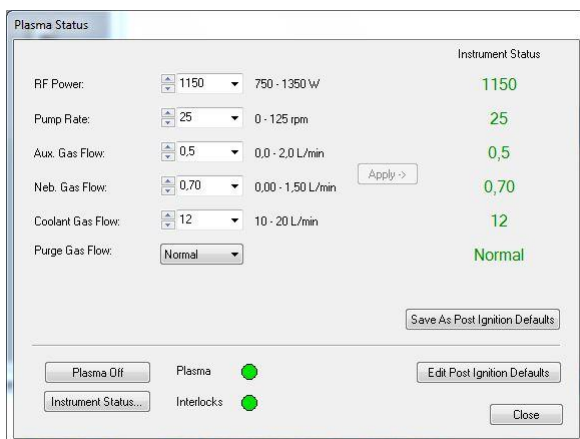 Plasma Status
Instrument Status
RF Power: 1150 750 - 1350 W 1150
Pump Rate: 25 0 - 125 rpm 25
Aux. Gas Flow: 0,5 0,0 - 2,0 L/min 0,5
Apply ->
Neb. Gas Flow: 0,70 0,00 - 1,50 L/min 0,70
Coolant Gas Flow: 12 10 - 20 L/min 12
Purge Gas Flow: Normal Normal
Save As Post Ignition Defaults
Plasma Off Plasma Edit Post Ignition Defaults
Instrument Status... Interlocks
Close